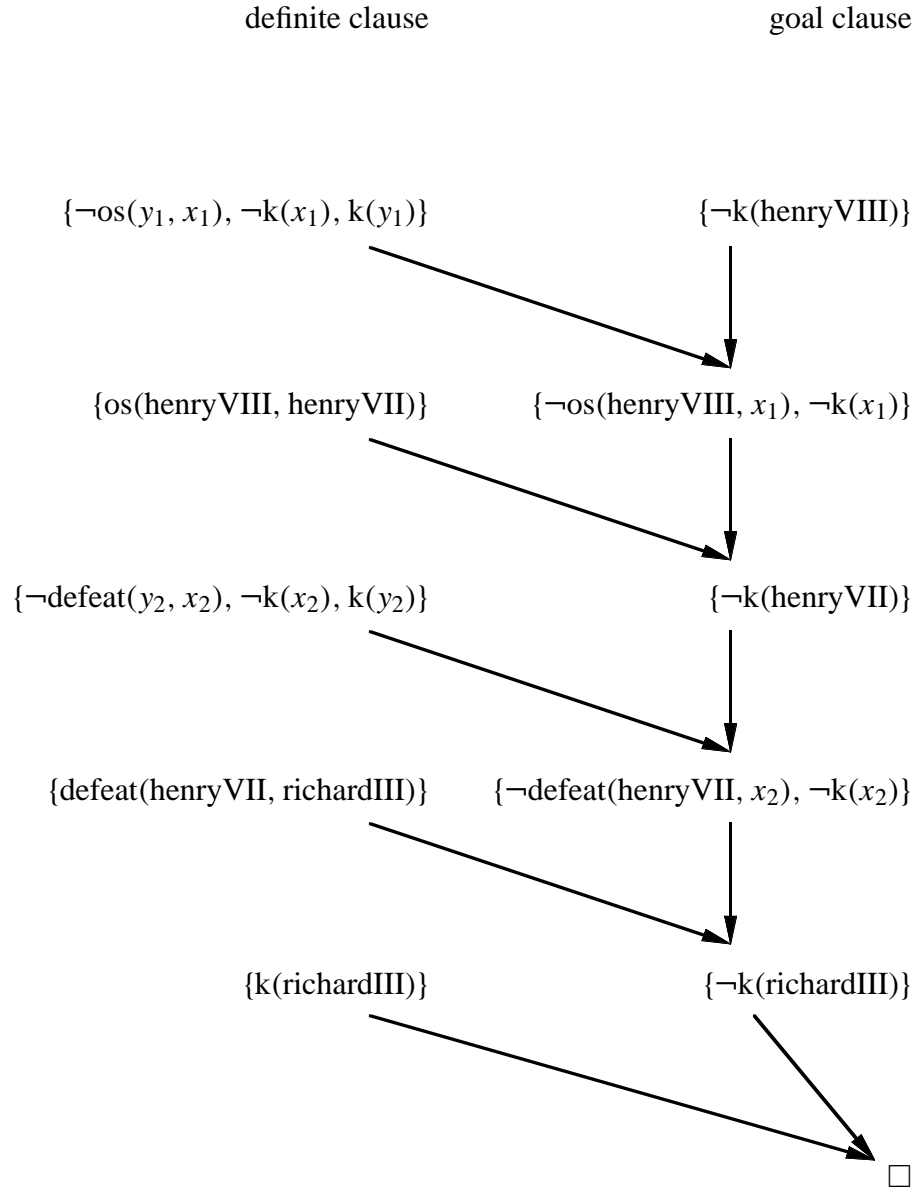 definite clause goal clause
{¬os(y₁, x₁), ¬k(x₁), k(y₁)} {¬k(henryVIII)}
{os(henryVIII, henryVII)} {¬os(henryVIII, x₁), ¬k(x₁)}
{¬defeat(y₂, x₂), ¬k(x₂), k(y₂)} {¬k(henryVII)}
{defeat(henryVII, richardIII)} {¬defeat(henryVII, x₂), ¬k(x₂)}
{k(richardIII)} {¬k(richardIII)}
□